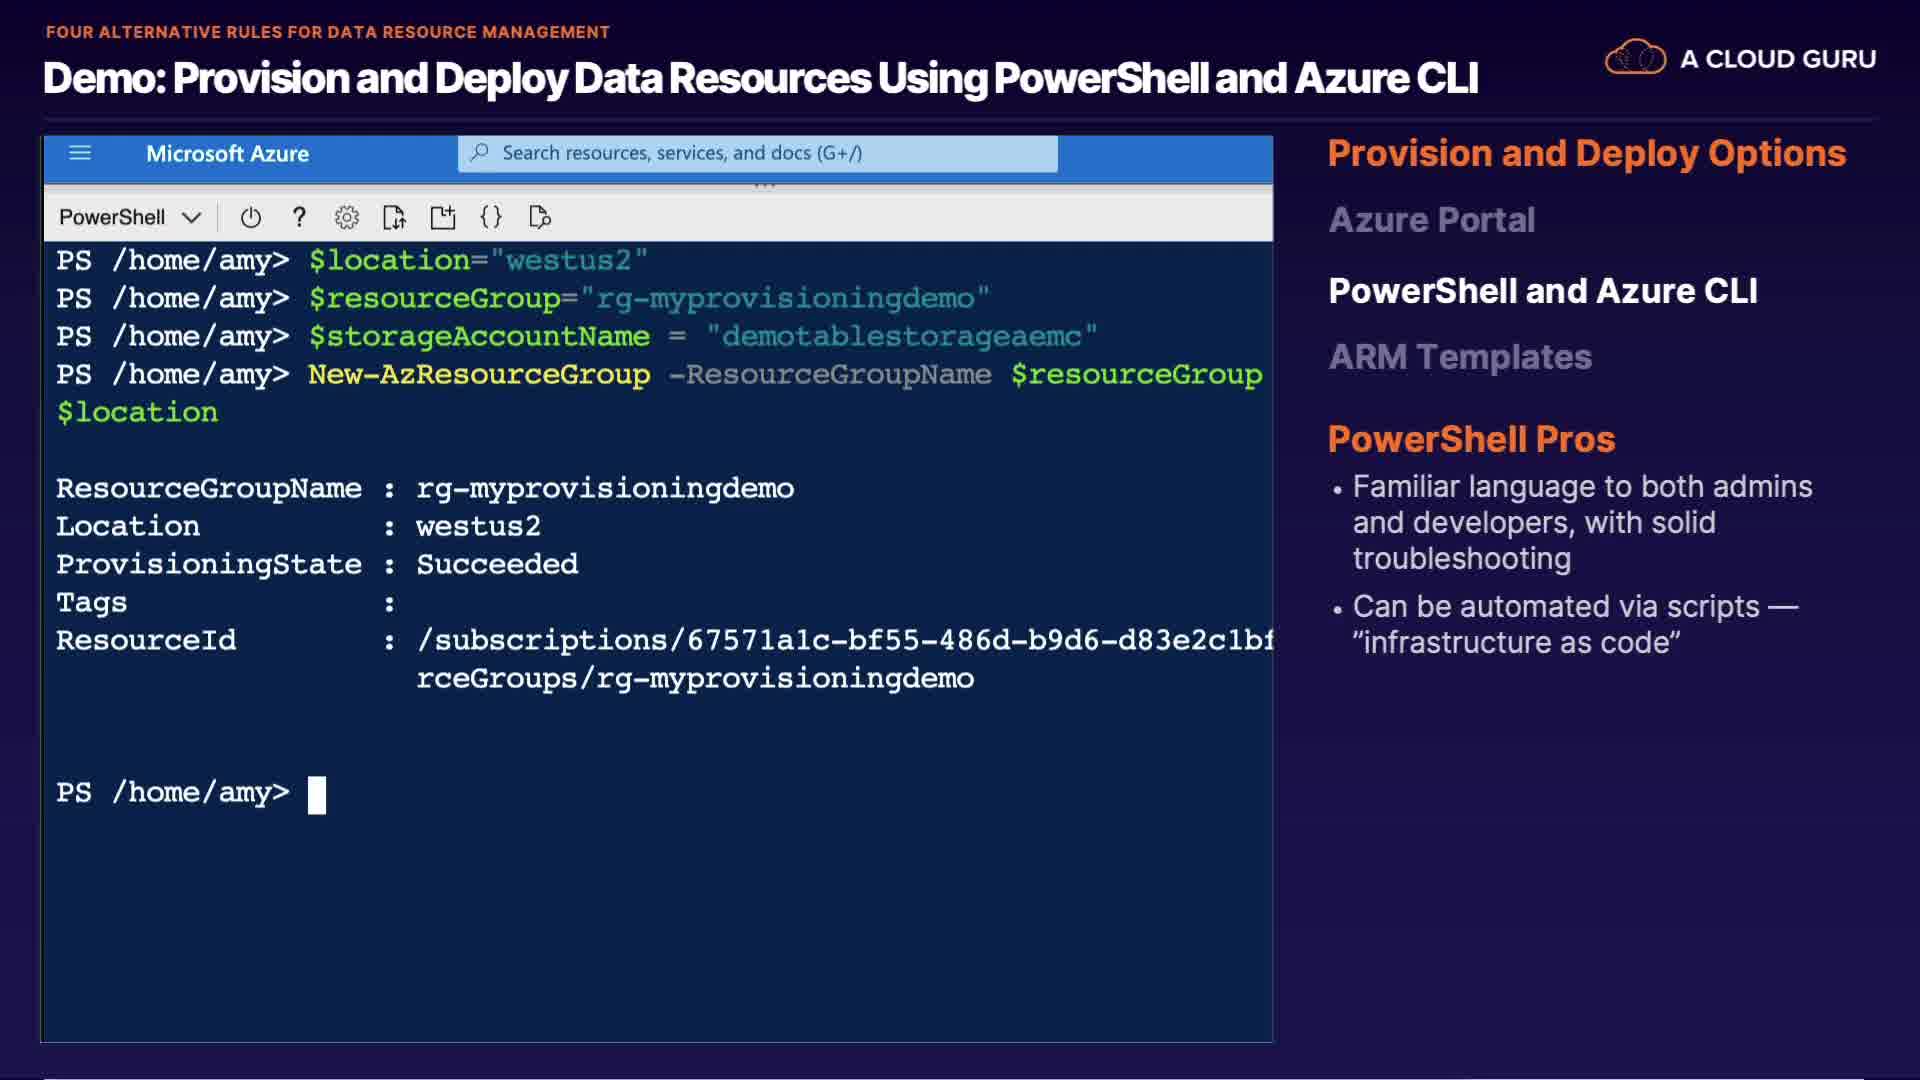 FOUR ALTERNATIVE RULES FOR DATA RESOURCE MANAGEMENT
Demo: Provision and Deploy Data Resources Using PowerShell and Azure CLI
A CLOUD GURU
Microsoft Azure
Search resources, services, and docs (G+/)
PowerShell
PS /home/amy> $location="westus2"
PS /home/amy> $resourceGroup="rg-myprovisioningdemo"
PS /home/amy> $storageAccountName = "demotablestorageaemc"
PS /home/amy> New-AzResourceGroup -ResourceGroupName $resourceGroup
$location
ResourceGroupName : rg-myprovisioningdemo
Location : westus2
ProvisioningState : Succeeded
Tags :
ResourceId : /subscriptions/67571a1c-bf55-486d-b9d6-d83e2c1bf
rceGroups/rg-myprovisioningdemo
PS /home/amy>
Provision and Deploy Options
Azure Portal
PowerShell and Azure CLI
ARM Templates
PowerShell Pros
• Familiar language to both admins
and developers, with solid
troubleshooting
• Can be automated via scripts —
”infrastructure as code”